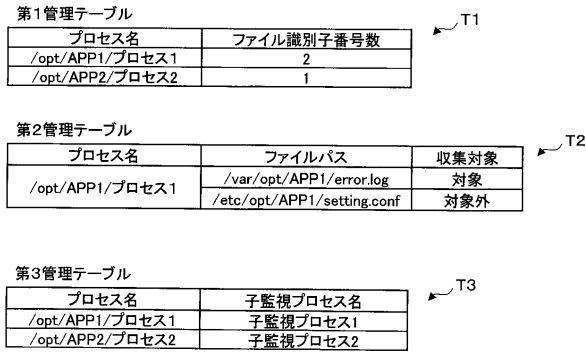 第1管理テーブル
T1
プロセス名 ファイル識別子番号数
/opt/APP1/プロセス1 2
/opt/APP2/プロセス2 1
第2管理テーブル
T2
プロセス名 ファイルパス 収集対象
/opt/APP1/プロセス1 /var/opt/APP1/error.log 対象
/etc/opt/APP1/setting.conf 対象外
第3管理テーブル
T3
プロセス名 子監視プロセス名
/opt/APP1/プロセス1 子監視プロセス1
/opt/APP2/プロセス2 子監視プロセス2